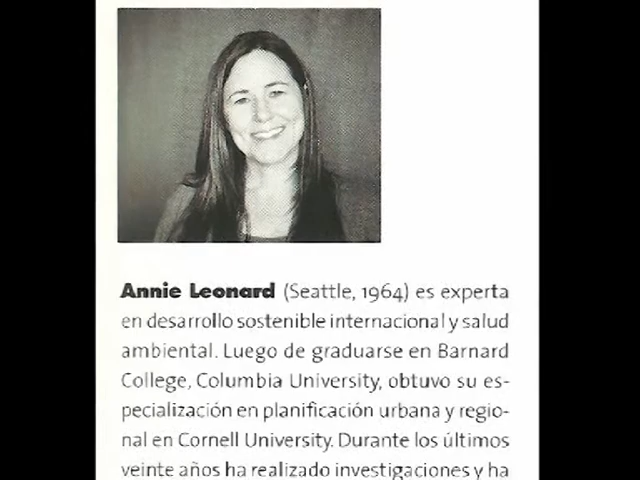 Annie Leonard (Seattle, 1964) es experta
en desarrollo sostenible internacional y salud
ambiental. Luego de graduarse en Barnard
College, Columbia University, obtuvo su es-
pecialización en planificación urbana y regio-
nal en Cornell University. Durante los últimos
veinte años ha realizado investigaciones y ha